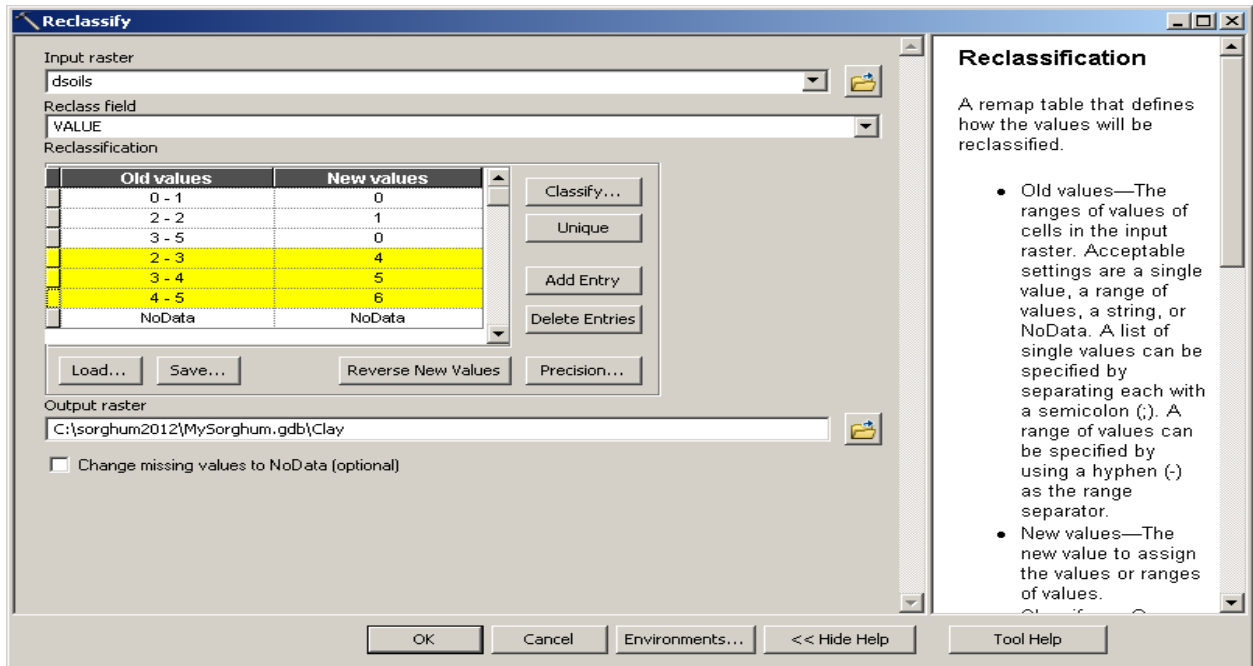 Reclassify
Input raster
dsoils
Reclass field
VALUE
Reclassification
Old values New values
0 - 1 0
2 - 2 1
3 - 5 0
2 - 3 4
3 - 4 5
4 - 5 6
NoData NoData
Classify...
Unique
Add Entry
Delete Entries
Load... Save... Reverse New Values Precision...
Output raster
C:\sorghum2012\MySorghum.gdb\Clay
Change missing values to NoData (optional)
OK Cancel Environments... << Hide Help Tool Help
Reclassification
A remap table that defines
how the values will be
reclassified.
• Old values—The
ranges of values of
cells in the input
raster. Acceptable
settings are a single
value, a range of
values, a string, or
NoData. A list of
single values can be
specified by
separating each with
a semicolon (;). A
range of values can
be specified by
using a hyphen (-)
as the range
separator.
• New values—The
new value to assign
the values or ranges
of values.